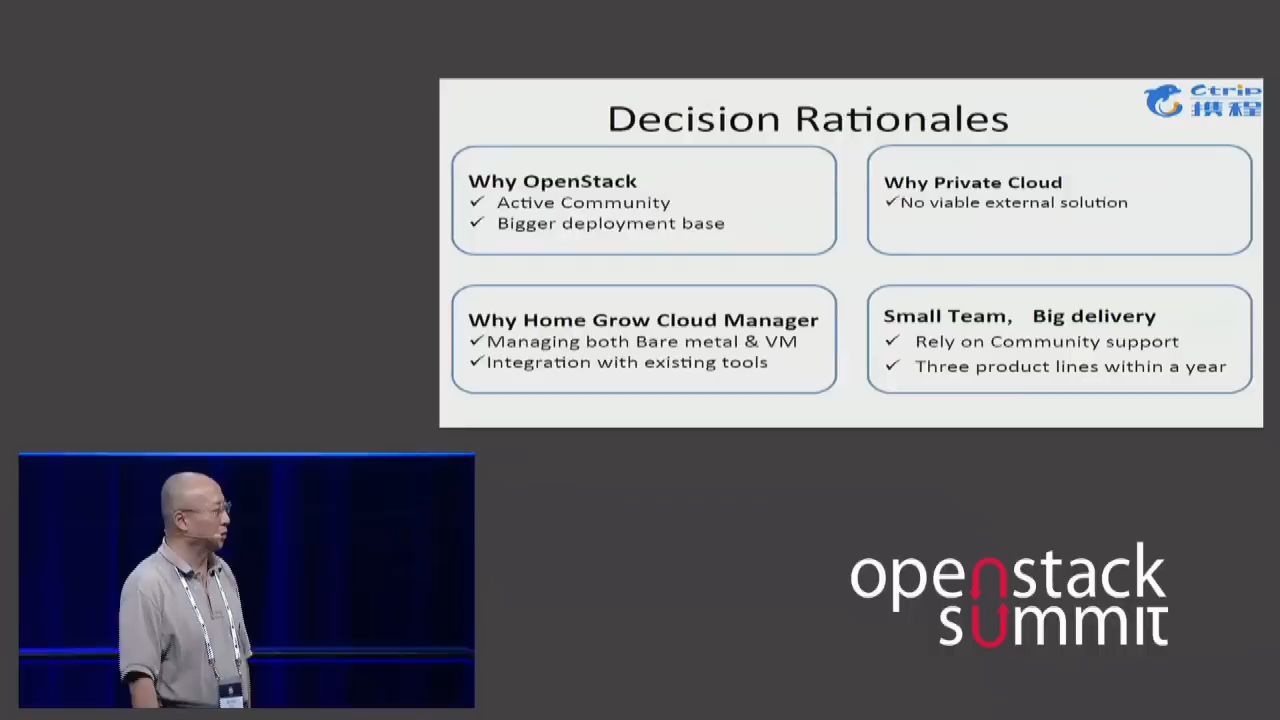 Ctrip
携程
Decision Rationales
Why OpenStack
✓ Active Community
✓ Bigger deployment base
Why Private Cloud
✓No viable external solution
Why Home Grow Cloud Manager
✓Managing both Bare metal & VM
✓Integration with existing tools
Small Team, Big delivery
✓ Rely on Community support
✓ Three product lines within a year
openstack
summit